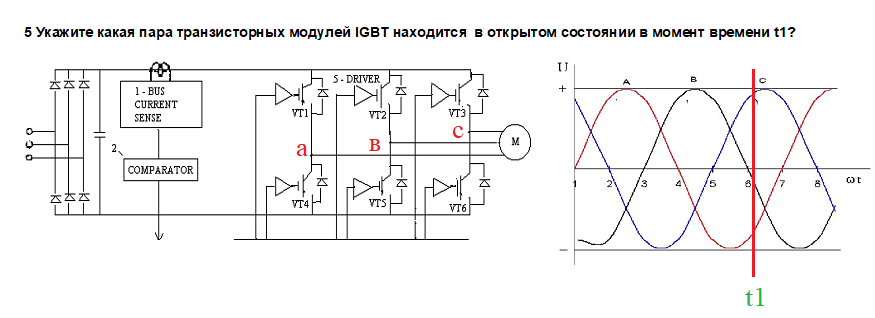 5 Укажите какая пара транзисторных модулей IGBT находится в открытом состоянии в момент времени t1?
1 - BUS
CURRENT
SENSE
2
COMPARATOR
5 - DRIVER
VT1
VT2
VT3
a
B
c
M
VT4
VT5
VT6
U
+
A
B
C
1
2
3
4
5
6
7
8
ωt
−
t1